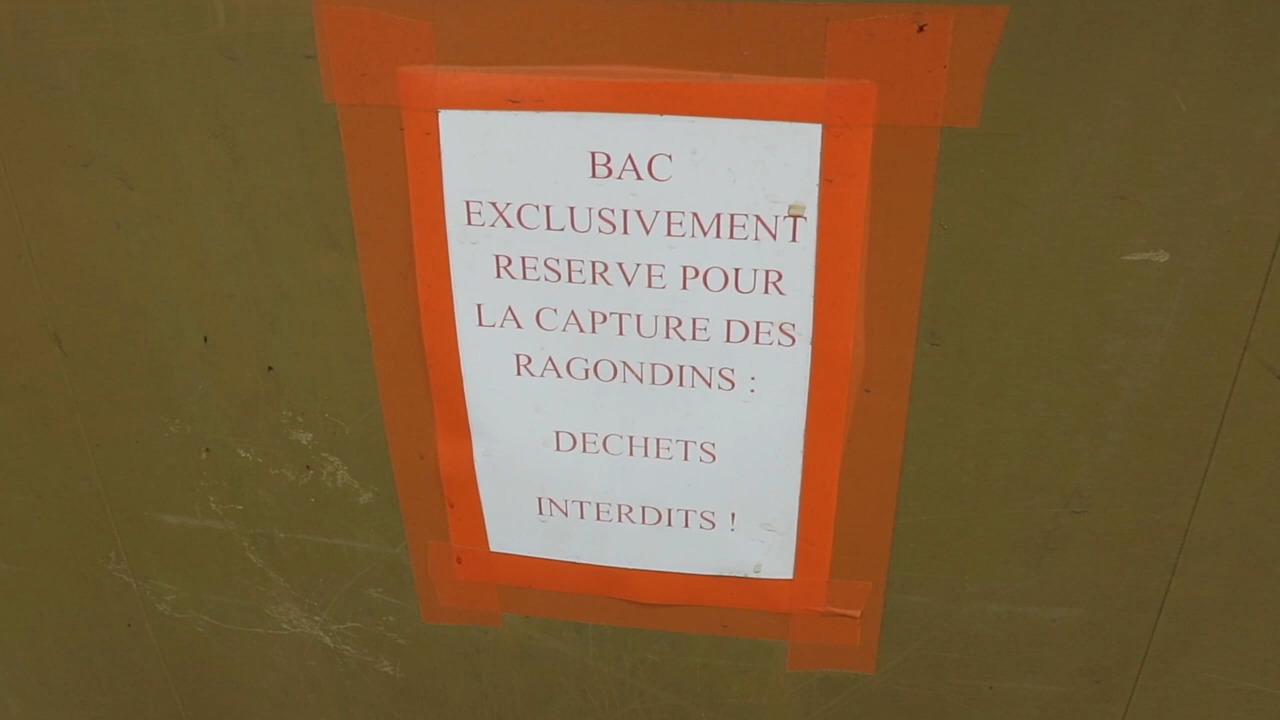 BAC
EXCLUSIVEMENT
RESERVE POUR
LA CAPTURE DES
RAGONDINS :
DECHETS
INTERDITS !